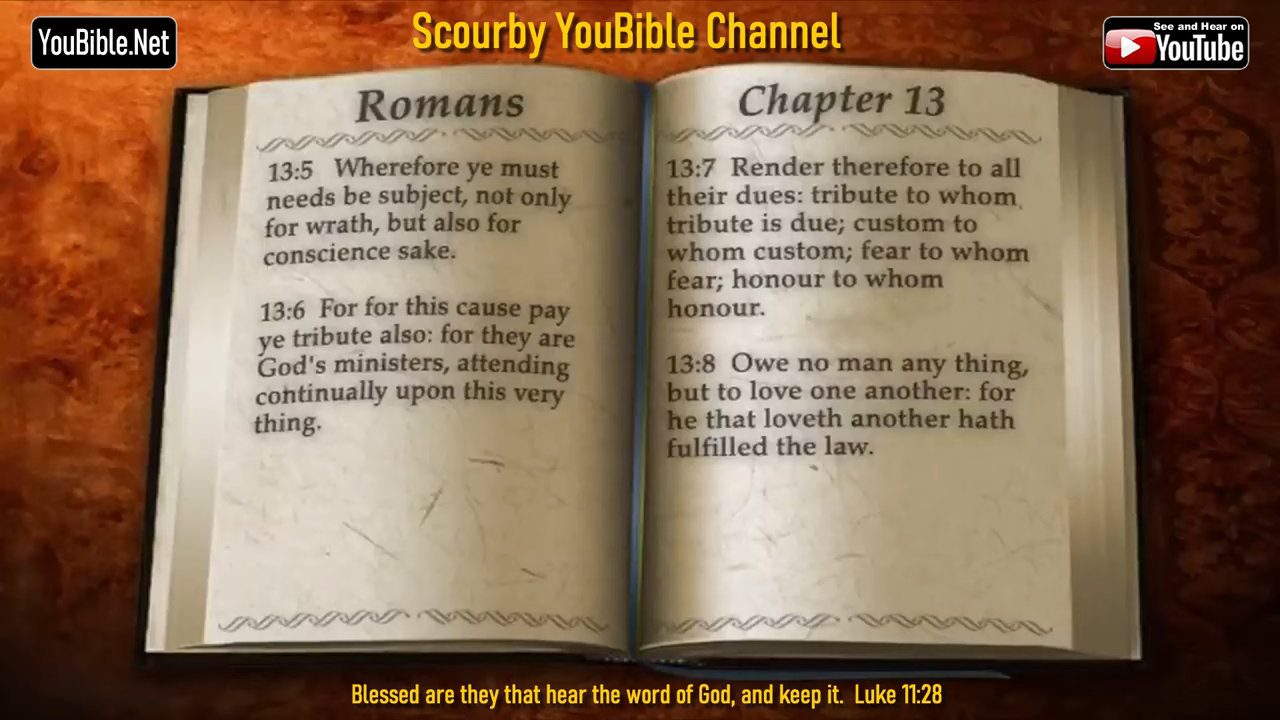 YouBible.Net
Scourby YouBible Channel
See and Hear on
YouTube
Romans
13:5 Wherefore ye must
needs be subject, not only
for wrath, but also for
conscience sake.
13:6 For for this cause pay
ye tribute also: for they are
God's ministers, attending
continually upon this very
thing.
Chapter 13
13:7 Render therefore to all
their dues: tribute to whom
tribute is due; custom to
whom custom; fear to whom
fear; honour to whom
honour.
13:8 Owe no man any thing,
but to love one another: for
he that loveth another hath
fulfilled the law.
Blessed are they that hear the word of God, and keep it. Luke 11:28